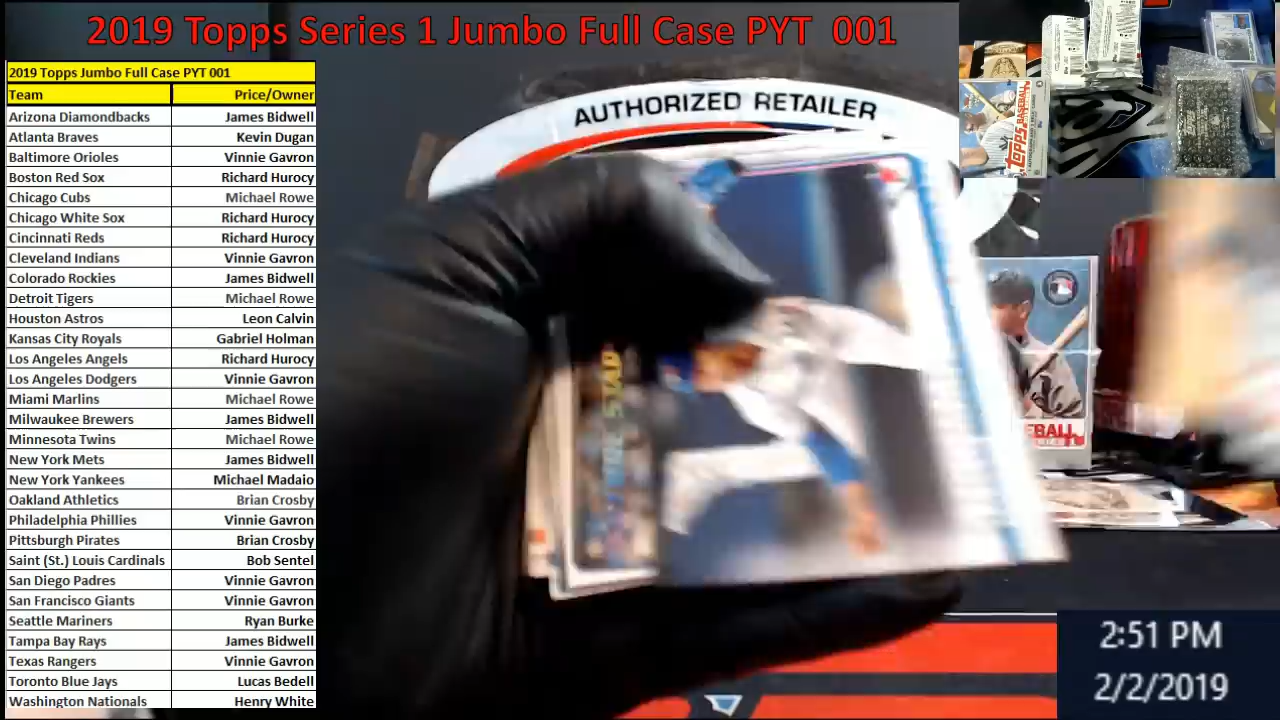 2019 Topps Series 1 Jumbo Full Case PYT 001
2019 Topps Jumbo Full Case PYT 001
Team Price/Owner
Arizona Diamondbacks James Bidwell
Atlanta Braves Kevin Dugan
Baltimore Orioles Vinnie Gavron
Boston Red Sox Richard Hurocy
Chicago Cubs Michael Rowe
Chicago White Sox Richard Hurocy
Cincinnati Reds Richard Hurocy
Cleveland Indians Vinnie Gavron
Colorado Rockies James Bidwell
Detroit Tigers Michael Rowe
Houston Astros Leon Calvin
Kansas City Royals Gabriel Holman
Los Angeles Angels Richard Hurocy
Los Angeles Dodgers Vinnie Gavron
Miami Marlins Michael Rowe
Milwaukee Brewers James Bidwell
Minnesota Twins Michael Rowe
New York Mets James Bidwell
New York Yankees Michael Madaio
Oakland Athletics Brian Crosby
Philadelphia Phillies Vinnie Gavron
Pittsburgh Pirates Brian Crosby
Saint (St.) Louis Cardinals Bob Sentel
San Diego Padres Vinnie Gavron
San Francisco Giants Vinnie Gavron
Seattle Mariners Ryan Burke
Tampa Bay Rays James Bidwell
Texas Rangers Vinnie Gavron
Toronto Blue Jays Lucas Bedell
Washington Nationals Henry White
AUTHORIZED RETAILER
Topps BASEBALL
2:51 PM
2/2/2019